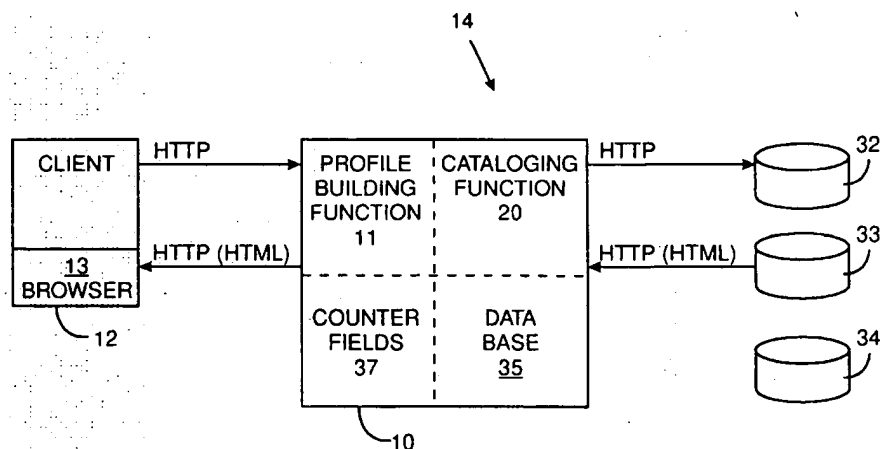 14
CLIENT
HTTP
HTTP (HTML)
13
BROWSER
12
PROFILE
BUILDING
FUNCTION
11
CATALOGING
FUNCTION
20
COUNTER
FIELDS
37
DATA
BASE
35
10
HTTP
HTTP (HTML)
32
33
34